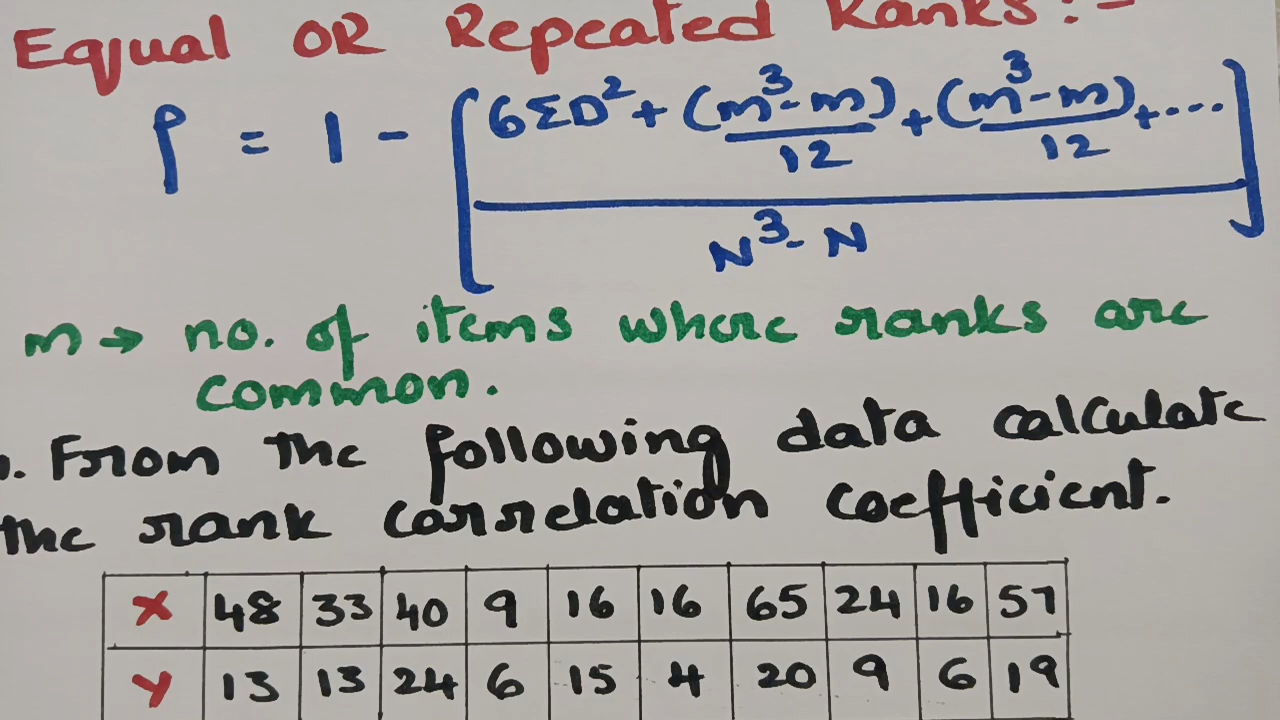 Equal OR Repeated Ranks:-
ρ = 1 - [6ΣD² + (m³-m)/12 + (m³-m)/12 +.... / N³- N]
m → no. of items where ranks are
common.
1. From the following data calculate
the rank correlation coefficient.
X 48 33 40 9 16 16 65 24 16 57
Y 13 13 24 6 15 4 20 9 6 19